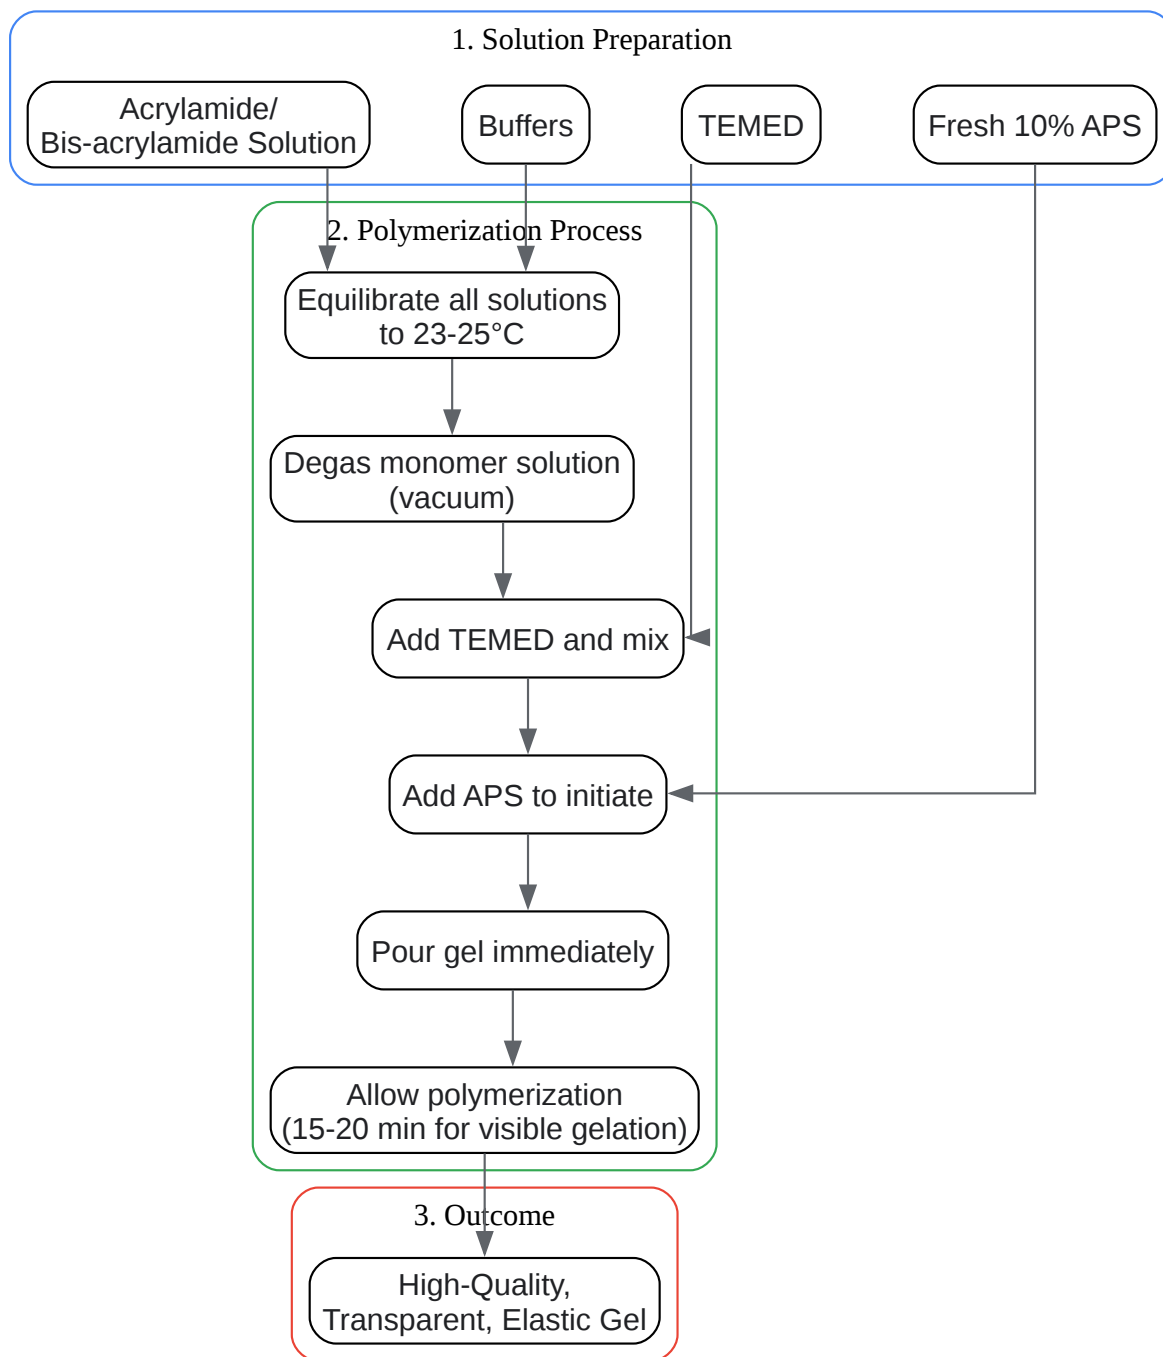 1. Solution Preparation
Acrylamide/
Bis-acrylamide Solution
Buffers
TEMED
Fresh 10% APS
2. Polymerization Process
Equilibrate all solutions
to 23-25°C
Degas monomer solution
(vacuum)
Add TEMED and mix
Add APS to initiate
Pour gel immediately
Allow polymerization
(15-20 min for visible gelation)
3. Outcome
High-Quality,
Transparent, Elastic Gel